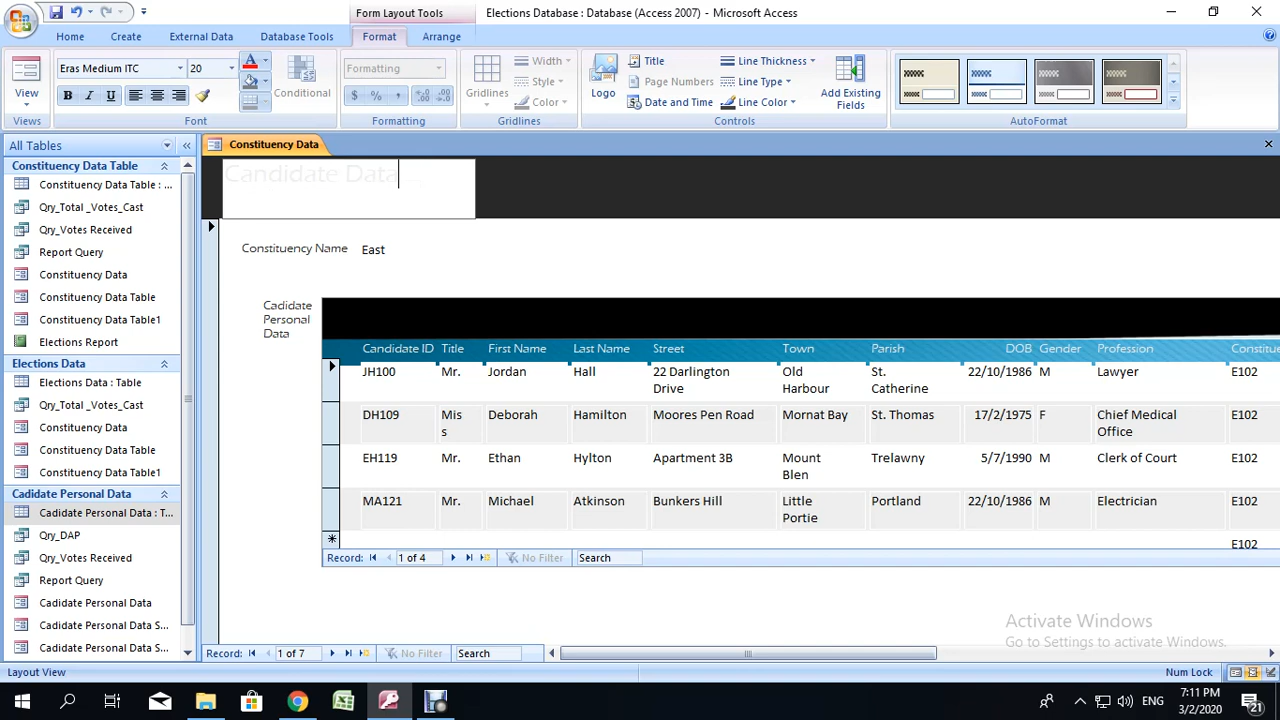 Form Layout Tools
Elections Database : Database (Access 2007) - Microsoft Access
Home
Create
External Data
Database Tools
Format
Arrange
View
Views
Eras Medium ITC
20
B I U
A
Font
Conditional
Formatting
$ % ,
Formatting
Gridlines
Width
Style
Color
Gridlines
Logo
Title
Page Numbers
Date and Time
Line Thickness
Line Type
Line Color
Controls
Add Existing
Fields
AutoFormat
All Tables
Constituency Data Table
Constituency Data Table : ...
Qry_Total _Votes_Cast
Qry_Votes Received
Report Query
Constituency Data
Constituency Data Table
Constituency Data Table1
Elections Report
Elections Data
Elections Data : Table
Qry_Total _Votes_Cast
Constituency Data
Constituency Data Table
Constituency Data Table1
Cadidate Personal Data
Cadidate Personal Data : T...
Qry_DAP
Qry_Votes Received
Report Query
Cadidate Personal Data
Cadidate Personal Data S...
Cadidate Personal Data S...
Constituency Data
Candidate Data
Constituency Name East
Cadidate
Personal
Data
Candidate ID Title First Name Last Name Street Town Parish DOB Gender Profession Constitue
JH100 Mr. Jordan Hall 22 Darlington Old St. 22/10/1986 M Lawyer E102
Drive Harbour Catherine
DH109 Mis Deborah Hamilton Moores Pen Road Mornat Bay St. Thomas 17/2/1975 F Chief Medical E102
s Office
EH119 Mr. Ethan Hylton Apartment 3B Mount Trelawny 5/7/1990 M Clerk of Court E102
Blen
MA121 Mr. Michael Atkinson Bunkers Hill Little Portland 22/10/1986 M Electrician E102
Portie
E102
Record: 1 of 4 No Filter Search
Activate Windows
Go to Settings to activate Windows.
Record: 1 of 7 No Filter Search
Layout View
Num Lock
ENG
7:11 PM
3/2/2020
21